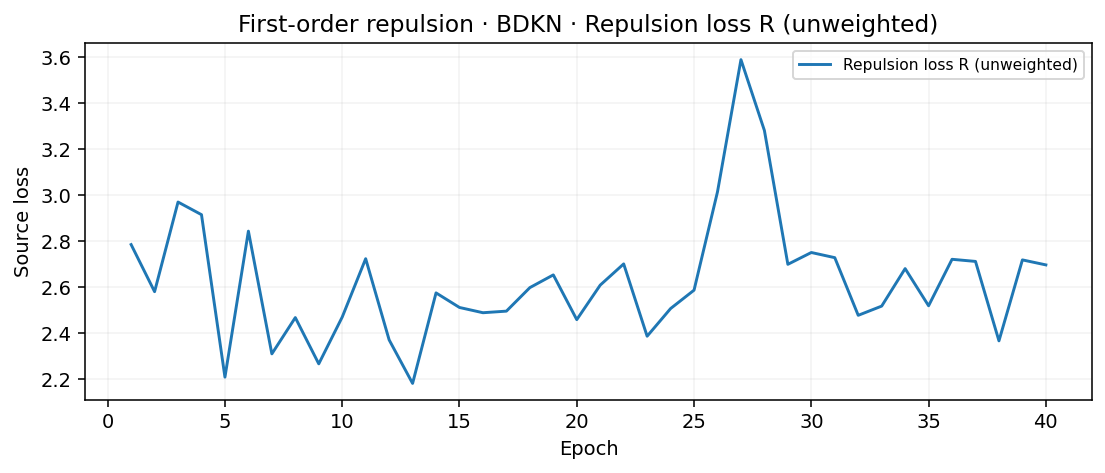 First-order repulsion · BDKN · Repulsion loss R (unweighted)
Repulsion loss R (unweighted)
Source loss
3.6
3.4
3.2
3.0
2.8
2.6
2.4
2.2
0 5 10 15 20 25 30 35 40
Epoch